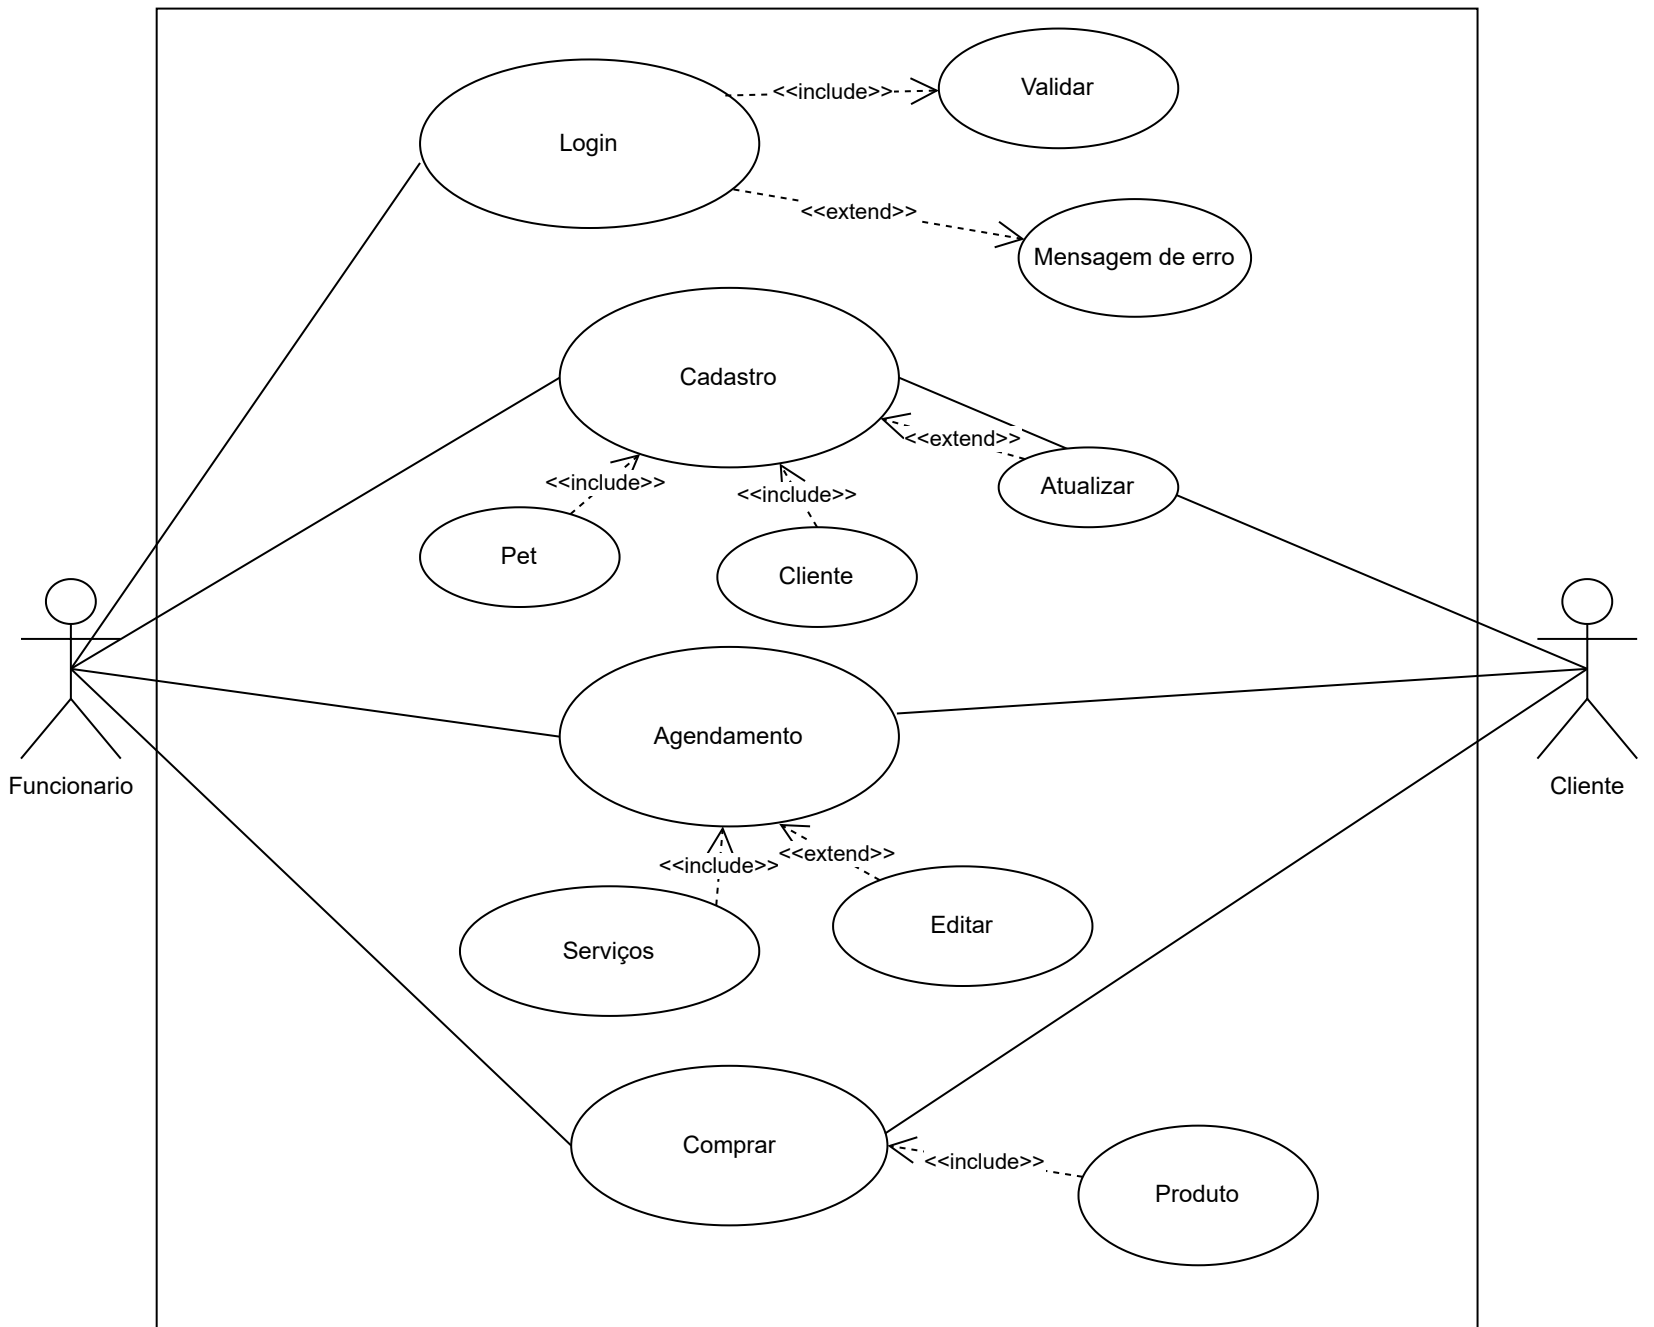 Login
<<include>>
Validar
<<extend>>
Mensagem de erro
Cadastro
<<extend>>
Atualizar
<<include>>
<<include>>
Pet
Cliente
Funcionario
Agendamento
Cliente
<<include>>
<<extend>>
Serviços
Editar
Comprar
<<include>>
Produto